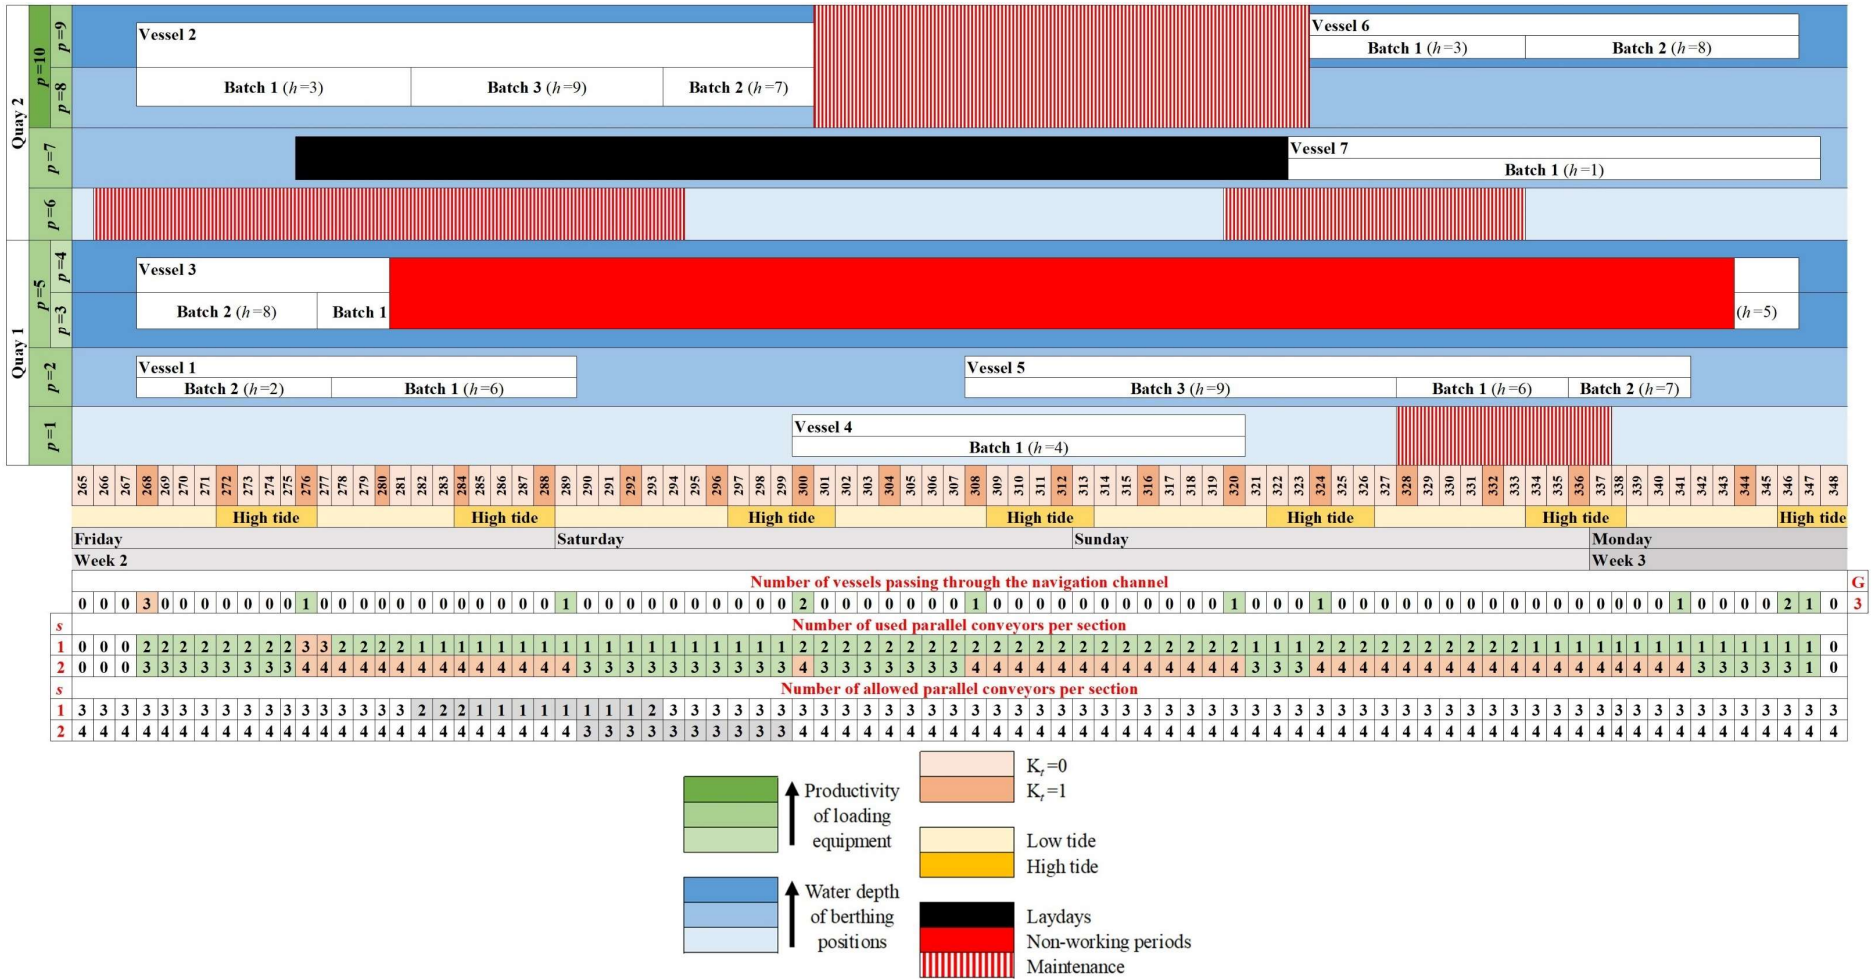 Quay 2
p=10
p=9
p=8
p=7
p=6
Quay 1
p=5
p=4
p=3
p=2
p=1
Vessel 2
Batch 1 (h=3) Batch 3 (h=9) Batch 2 (h=7)
Vessel 6
Batch 1 (h=3) Batch 2 (h=8)
Vessel 7
Batch 1 (h=1)
Vessel 3
Batch 2 (h=8) Batch 1 (h=5)
Vessel 1
Batch 2 (h=2) Batch 1 (h=6)
Vessel 5
Batch 3 (h=9) Batch 1 (h=6) Batch 2 (h=7)
Vessel 4
Batch 1 (h=4)
265 266 267 268 269 270 271 272 273 274 275 276 277 278 279 280 281 282 283 284 285 286 287 288 289 290 291 292 293 294 295 296 297 298 299 300 301 302 303 304 305 306 307 308 309 310 311 312 313 314 315 316 317 318 319 320 321 322 323 324 325 326 327 328 329 330 331 332 333 334 335 336 337 338 339 340 341 342 343 344 345 346 347 348
High tide High tide High tide High tide High tide High tide High tide
Friday Saturday Sunday Monday
Week 2 Week 3
Number of vessels passing through the navigation channel G
0 0 0 3 0 0 0 0 0 0 0 1 0 0 0 0 0 0 0 0 0 0 0 0 1 0 0 0 0 0 0 0 0 0 0 2 0 0 0 0 0 0 0 1 0 0 0 0 0 0 0 0 0 0 0 1 0 0 0 1 0 0 0 0 0 0 0 0 0 0 0 0 0 0 0 0 1 0 0 0 0 2 1 0 3
s Number of used parallel conveyors per section
1 0 0 0 2 2 2 2 2 2 2 2 3 3 2 2 2 2 1 1 1 1 1 1 1 1 1 1 1 1 1 1 1 1 1 1 2 2 2 2 2 2 2 2 2 2 2 2 2 2 2 2 2 2 2 2 2 1 1 1 2 2 2 2 2 2 2 2 2 2 1 1 1 1 1 1 1 1 1 1 1 1 1 1 0
2 0 0 0 3 3 3 3 3 3 3 3 4 4 4 4 4 4 4 4 4 4 4 4 4 4 3 3 3 3 3 3 3 3 3 3 4 3 3 3 3 3 3 3 4 4 4 4 4 4 4 4 4 4 4 4 4 3 3 3 4 4 4 4 4 4 4 4 4 4 4 4 4 4 4 4 4 4 3 3 3 3 3 1 0
s Number of allowed parallel conveyors per section
1 3 3 3 3 3 3 3 3 3 3 3 3 3 3 3 3 3 2 2 2 1 1 1 1 1 1 1 1 2 3 3 3 3 3 3 3 3 3 3 3 3 3 3 3 3 3 3 3 3 3 3 3 3 3 3 3 3 3 3 3 3 3 3 3 3 3 3 3 3 3 3 3 3 3 3 3 3 3 3 3 3 3 3 3
2 4 4 4 4 4 4 4 4 4 4 4 4 4 4 4 4 4 4 4 4 4 4 4 4 4 3 3 3 3 3 3 3 3 3 3 4 4 4 4 4 4 4 4 4 4 4 4 4 4 4 4 4 4 4 4 4 4 4 4 4 4 4 4 4 4 4 4 4 4 4 4 4 4 4 4 4 4 4 4 4 4 4 4 4
Productivity
of loading
equipment
Water depth
of berthing
positions
Kt=0
Kt=1
Low tide
High tide
Laydays
Non-working periods
Maintenance